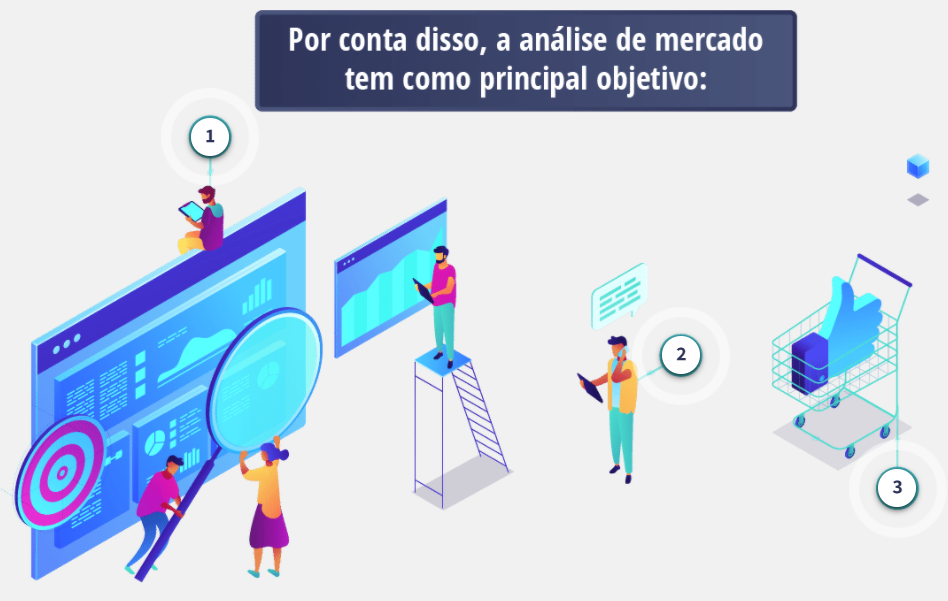 Por conta disso, a análise de mercado
tem como principal objetivo:
1
2
3